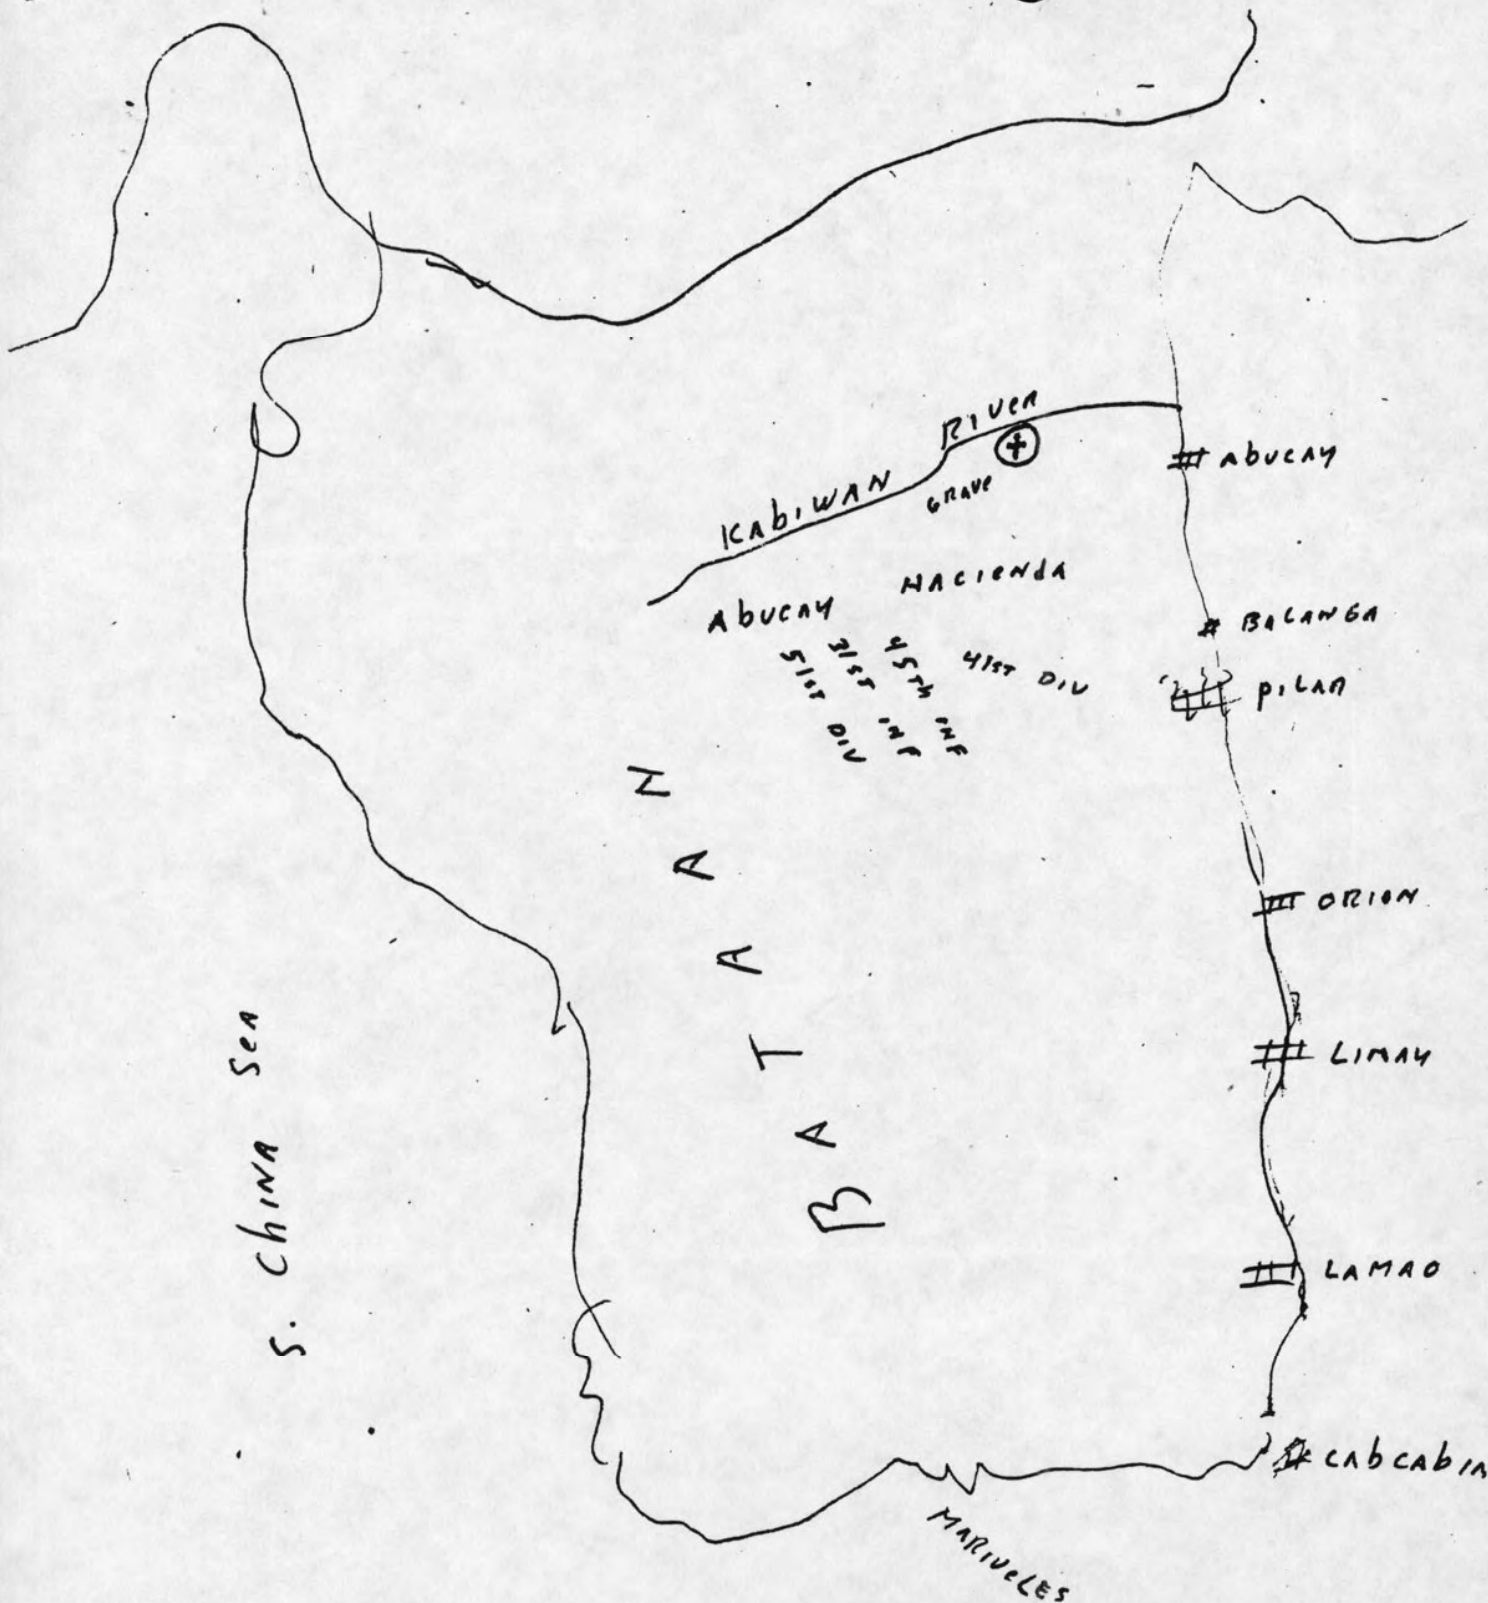 KAbiWAN RiVeR
GRAVe
Abucay
HACIENdA
Abucay
BALANGA
51ST DIV
31ST INF
45Th INF
41ST DIV
PILAR
BATAAN
ORION
S. ChINA SeA
LIMAY
LAMAO
CAbCAbIN
MARIVELES